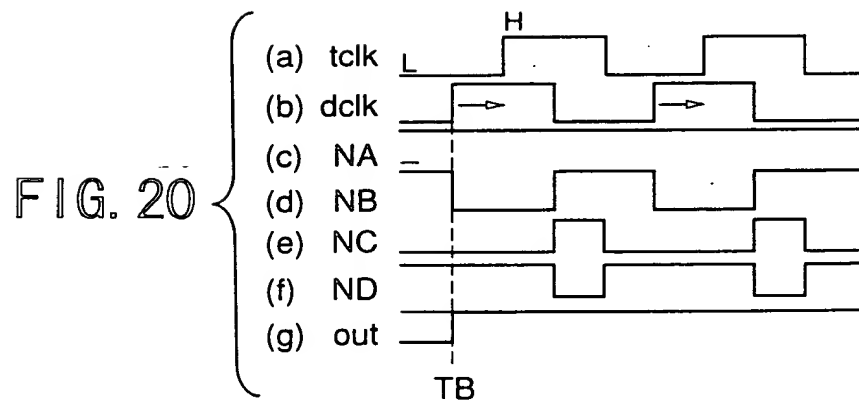 FIG. 20
H
(a) tclk L
(b) dclk
(c) NA
(d) NB
(e) NC
(f) ND
(g) out
TB